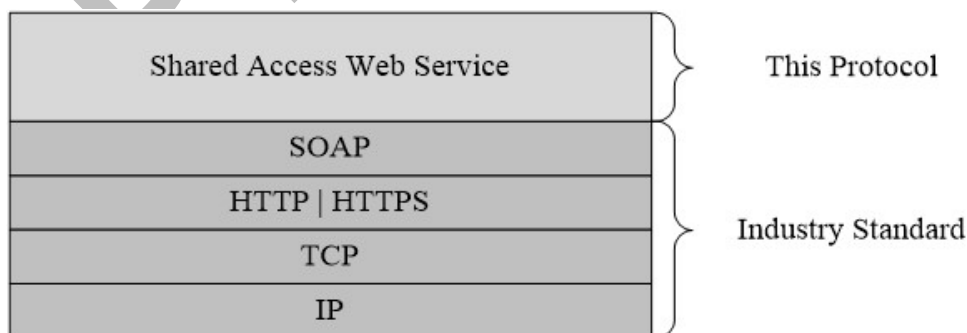 Shared Access Web Service
This Protocol
SOAP
HTTP | HTTPS
Industry Standard
TCP
IP